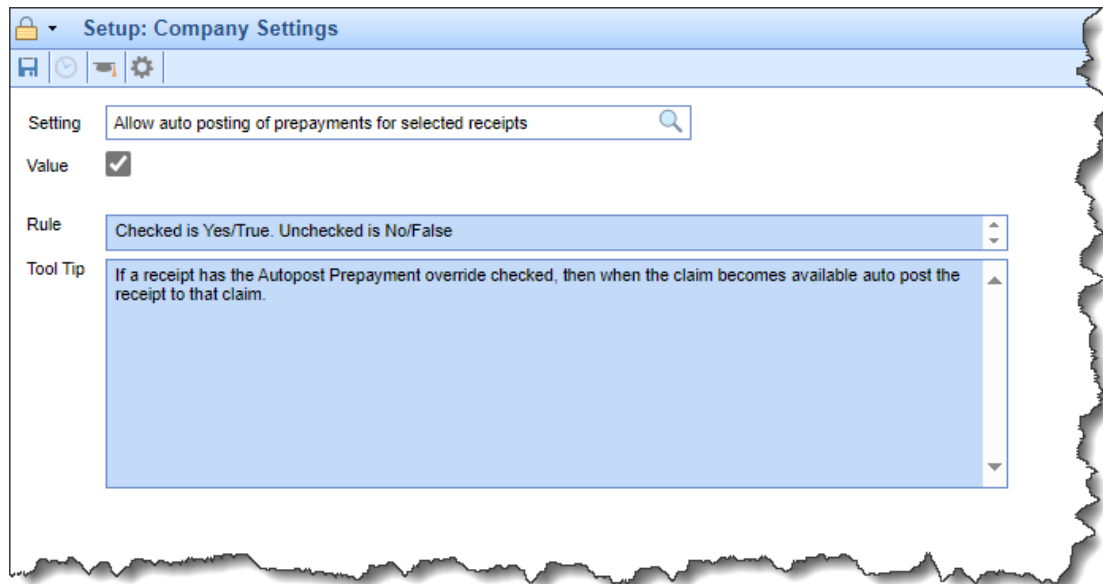 Setup: Company Settings
Setting
Allow auto posting of prepayments for selected receipts
Value
Rule
Checked is Yes/True. Unchecked is No/False
Tool Tip
If a receipt has the Autopost Prepayment override checked, then when the claim becomes available auto post the
receipt to that claim.